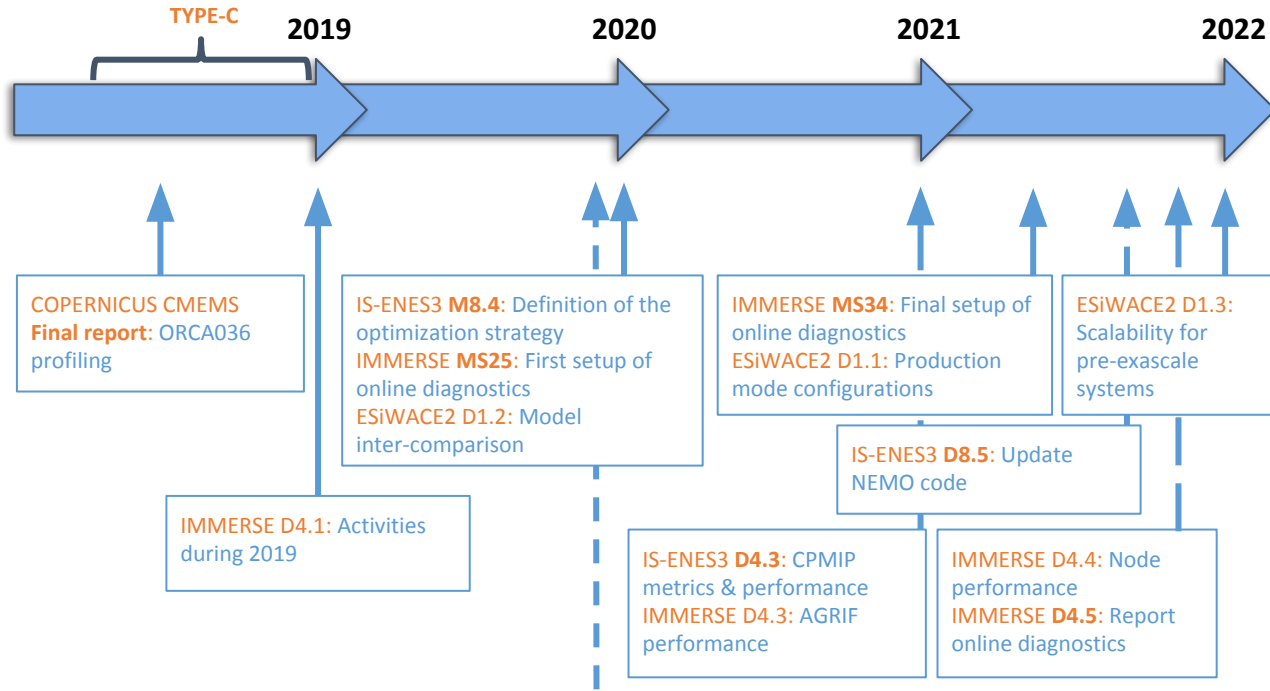 TYPE-C
2019
2020
2021
2022
COPERNICUS CMEMS
Final report: ORCA036
profiling
IS-ENES3 M8.4: Definition of the
optimization strategy
IMMERSE MS25: First setup of
online diagnostics
ESiWACE2 D1.2: Model
inter-comparison
IMMERSE MS34: Final setup of
online diagnostics
ESiWACE2 D1.1: Production
mode configurations
ESiWACE2 D1.3:
Scalability for
pre-exascale
systems
IS-ENES3 D8.5: Update
NEMO code
IMMERSE D4.1: Activities
during 2019
IS-ENES3 D4.3: CPMIP
metrics & performance
IMMERSE D4.3: AGRIF
performance
IMMERSE D4.4: Node
performance
IMMERSE D4.5: Report
online diagnostics